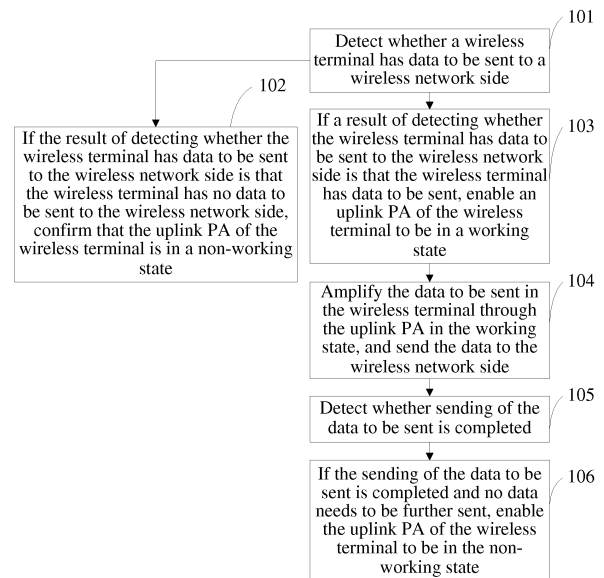 101
Detect whether a wireless
terminal has data to be sent to a
wireless network side
102
If the result of detecting whether the
wireless terminal has data to be sent
to the wireless network side is that
the wireless terminal has no data to
be sent to the wireless network side,
confirm that the uplink PA of the
wireless terminal is in a non-working
state
103
If a result of detecting whether
the wireless terminal has data to
be sent to the wireless network
side is that the wireless terminal
has data to be sent, enable an
uplink PA of the wireless
terminal to be in a working
state
104
Amplify the data to be sent in
the wireless terminal through
the uplink PA in the working
state, and send the data to the
wireless network side
105
Detect whether sending of the
data to be sent is completed
106
If the sending of the data to be
sent is completed and no data
needs to be further sent, enable
the uplink PA of the wireless
terminal to be in the non-
working state